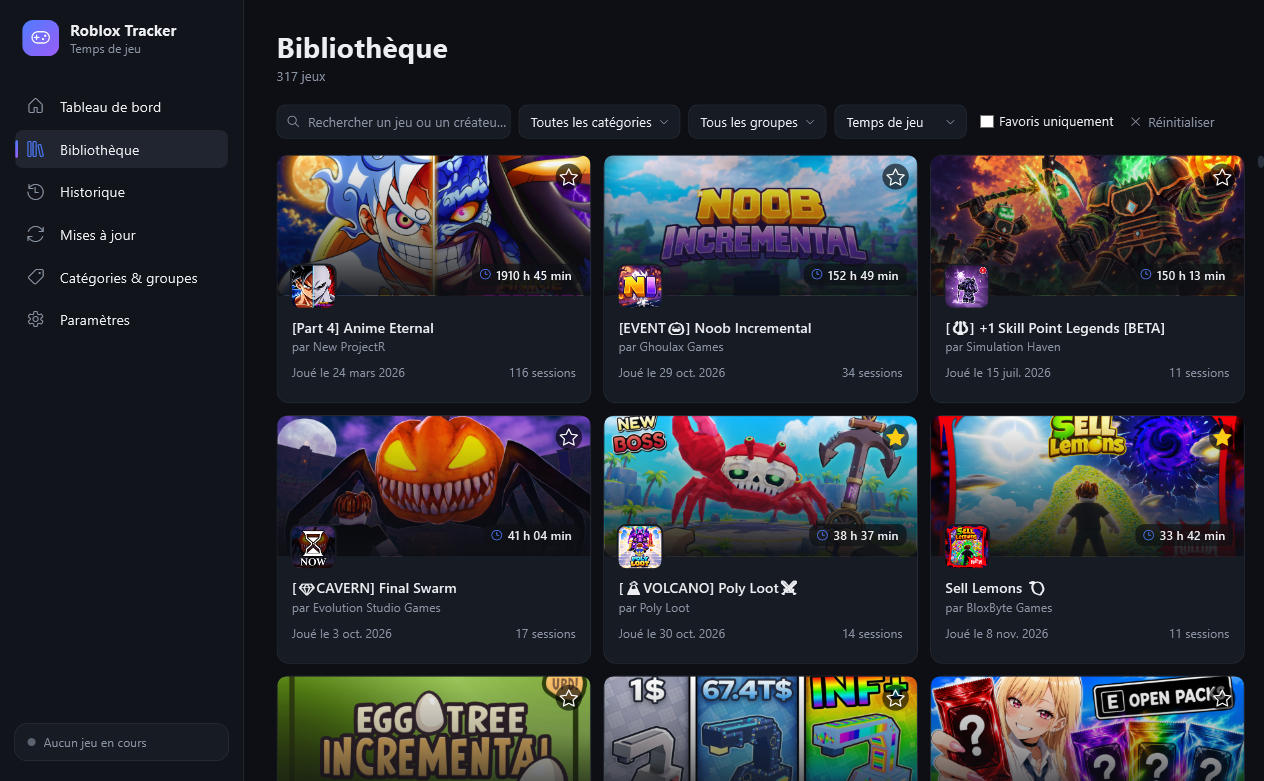 Roblox Tracker
Temps de jeu
Tableau de bord
Bibliothèque
Historique
Mises à jour
Catégories & groupes
Paramètres
Aucun jeu en cours
Bibliothèque
317 jeux
Rechercher un jeu ou un créateu...
Toutes les catégories
Tous les groupes
Temps de jeu
Favoris uniquement
Réinitialiser
1910 h 45 min
[Part 4] Anime Eternal
par New ProjectR
Joué le 24 mars 2026
116 sessions
NOOB
INCREMENTAL
NI
152 h 49 min
[EVENT😂] Noob Incremental
par Ghoulax Games
Joué le 29 oct. 2026
34 sessions
150 h 13 min
[🔱] +1 Skill Point Legends [BETA]
par Simulation Haven
Joué le 15 juil. 2026
11 sessions
NOW
41 h 04 min
[💎CAVERN] Final Swarm
par Evolution Studio Games
Joué le 3 oct. 2026
17 sessions
NEW
BOSS
POLY
LOOT
38 h 37 min
[🌋VOLCANO] Poly Loot⚔
par Poly Loot
Joué le 30 oct. 2026
14 sessions
SELL
Lemons
SELL
Lemons
33 h 42 min
Sell Lemons 🍋
par BloxByte Games
Joué le 8 nov. 2026
11 sessions
UPD!
EGG TREE
INCREMENTAL
1$
67.4T$
INF+
E OPEN PACKS
?
?
?
?